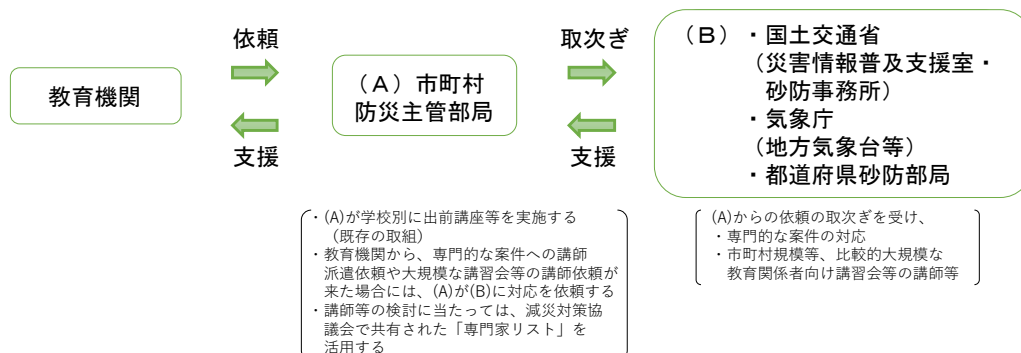 依頼
取次ぎ
教育機関
(A)市町村
防災主管部局
(B)・国土交通省
(災害情報普及支援室・
砂防事務所)
・気象庁
(地方気象台等)
・都道府県砂防部局
支援
支援
・(A)が学校別に出前講座等を実施する
(既存の取組)
・教育機関から、専門的な案件への講師
派遣依頼や大規模な講習会等の講師依頼が
来た場合には、(A)が(B)に対応を依頼する
・講師等の検討に当たっては、減災対策協
議会で共有された「専門家リスト」を
活用する
(A)からの依頼の取次ぎを受け、
・専門的な案件の対応
・市町村規模等、比較的大規模な
教育関係者向け講習会等の講師等